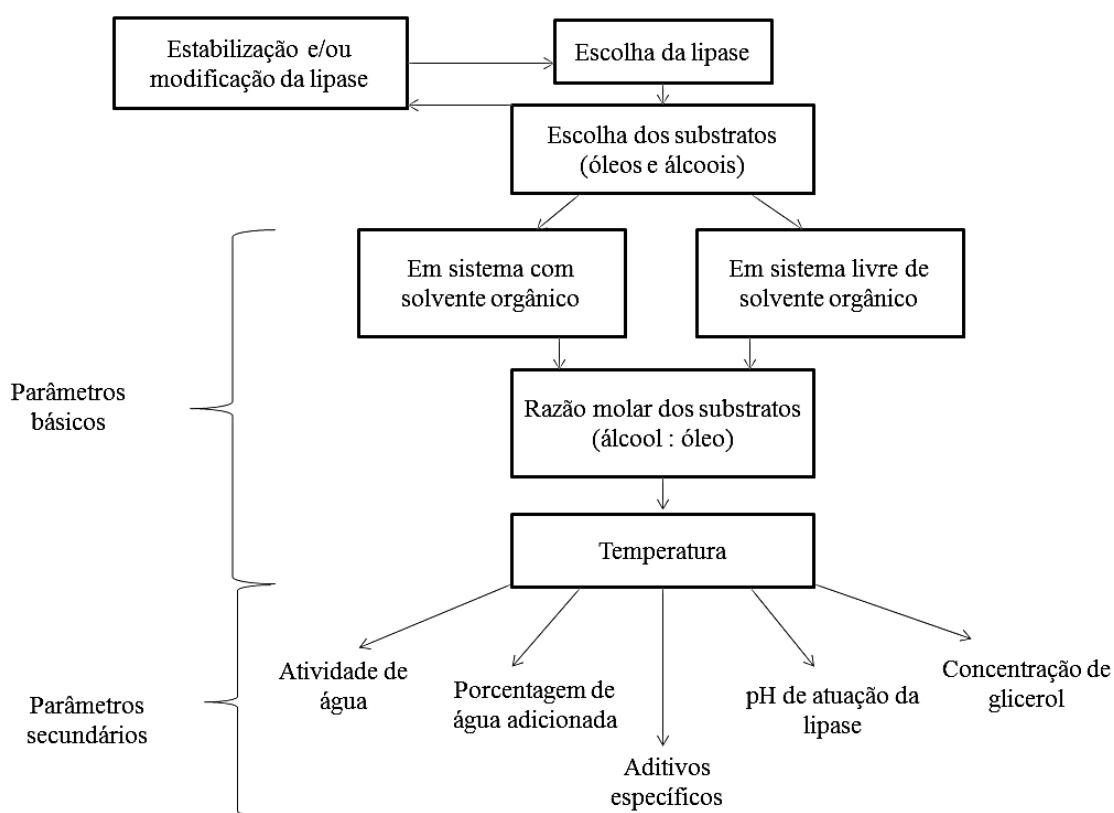 Estabilização e/ou
modificação da lipase
Escolha da lipase
Escolha dos substratos
(óleos e álcoois)
Em sistema com
solvente orgânico
Em sistema livre de
solvente orgânico
Parâmetros
básicos
Razão molar dos substratos
(álcool : óleo)
Temperatura
Parâmetros
secundários
Atividade de
água
Porcentagem de
água adicionada
Aditivos
específicos
pH de atuação da
lipase
Concentração de
glicerol